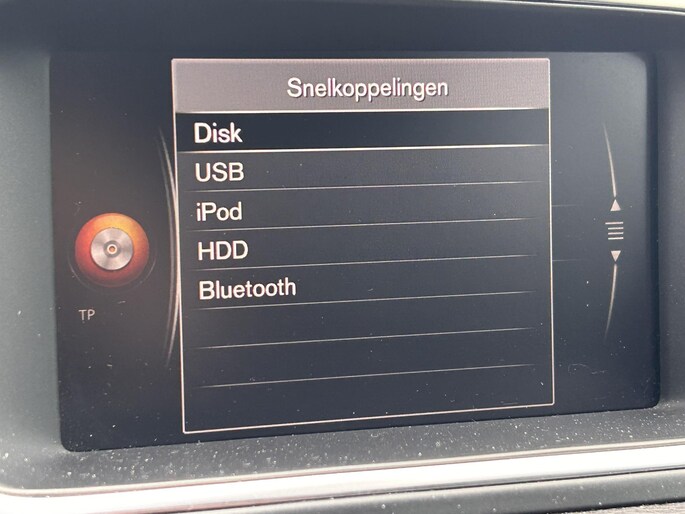 Snelkoppelingen
Disk
USB
iPod
HDD
Bluetooth
TP